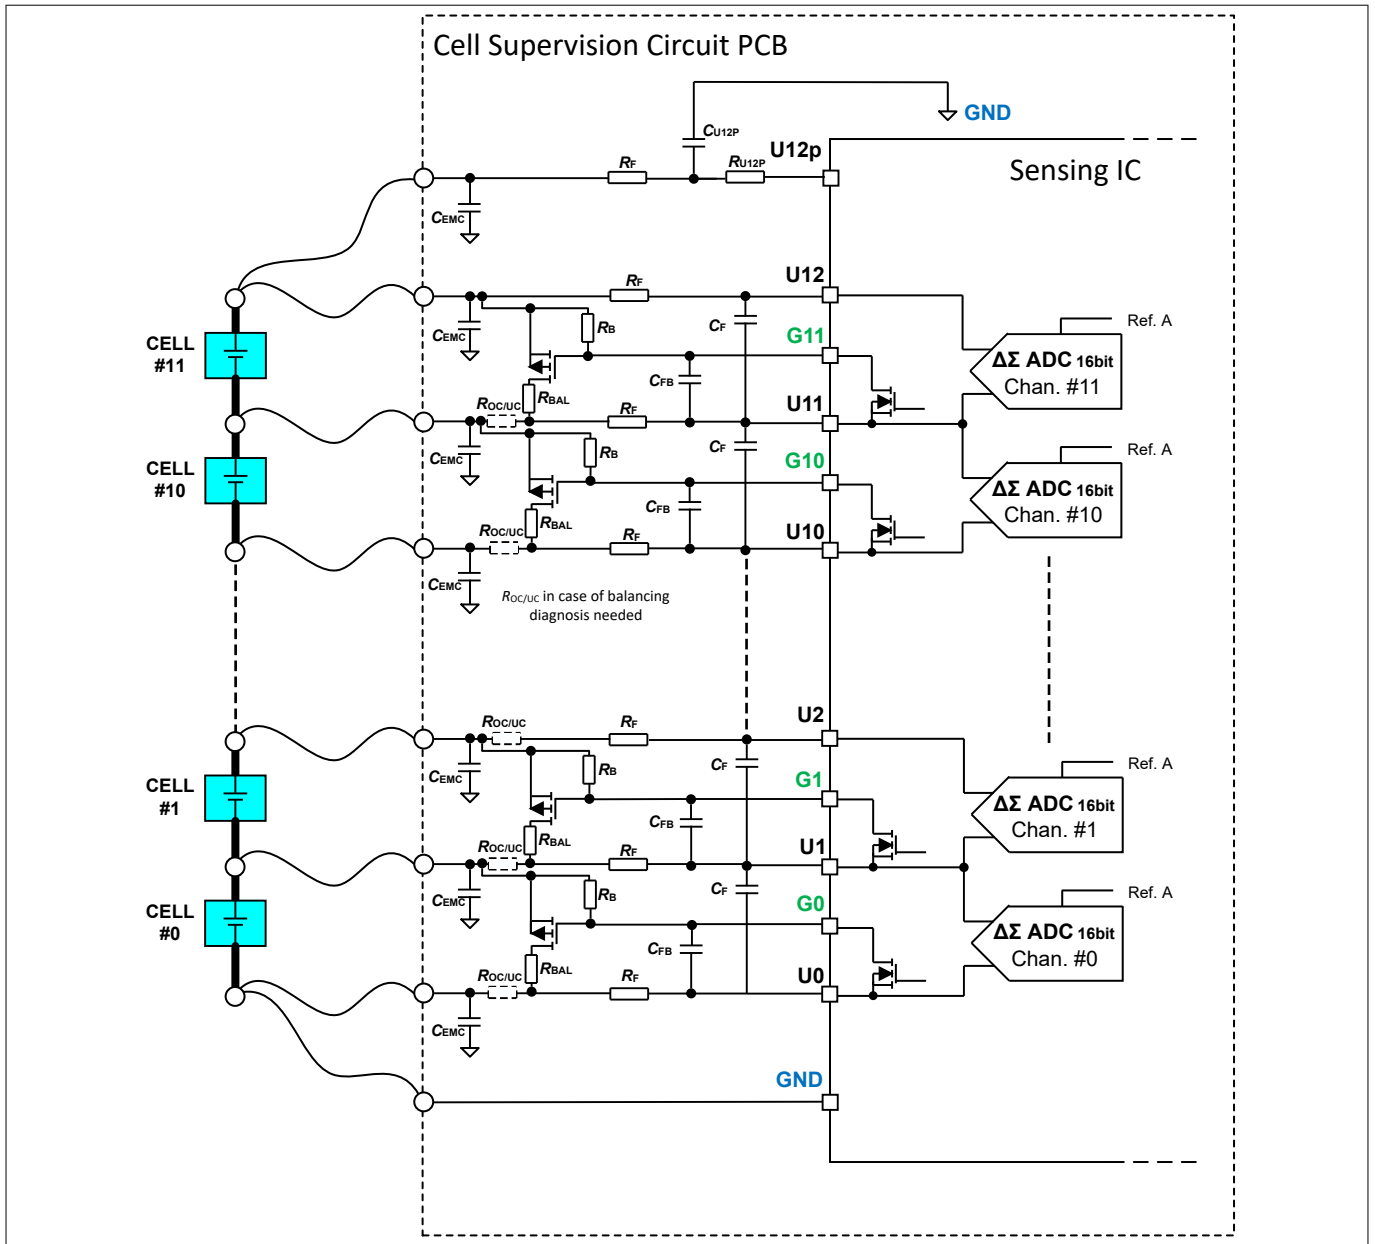 Cell Supervision Circuit PCB
GND
CU12P
U12p
RF
RU12P
Sensing IC
CEMC
U12
RF
Ref. A
CEMC
RB
CF
G11
CELL
#11
ΔΣ ADC 16bit
Chan. #11
CFB
RBAL
ROC/UC
RF
U11
CEMC
RB
CF
Ref. A
G10
CELL
#10
ΔΣ ADC 16bit
Chan. #10
CFB
RBAL
ROC/UC
RF
U10
CEMC
ROC/UC in case of balancing
diagnosis needed
U2
ROC/UC
RF
CEMC
RB
CF
Ref. A
G1
CELL
#1
ΔΣ ADC 16bit
Chan. #1
CFB
RBAL
ROC/UC
RF
U1
CEMC
RB
CF
Ref. A
G0
CELL
#0
ΔΣ ADC 16bit
Chan. #0
CFB
RBAL
ROC/UC
RF
U0
CEMC
GND